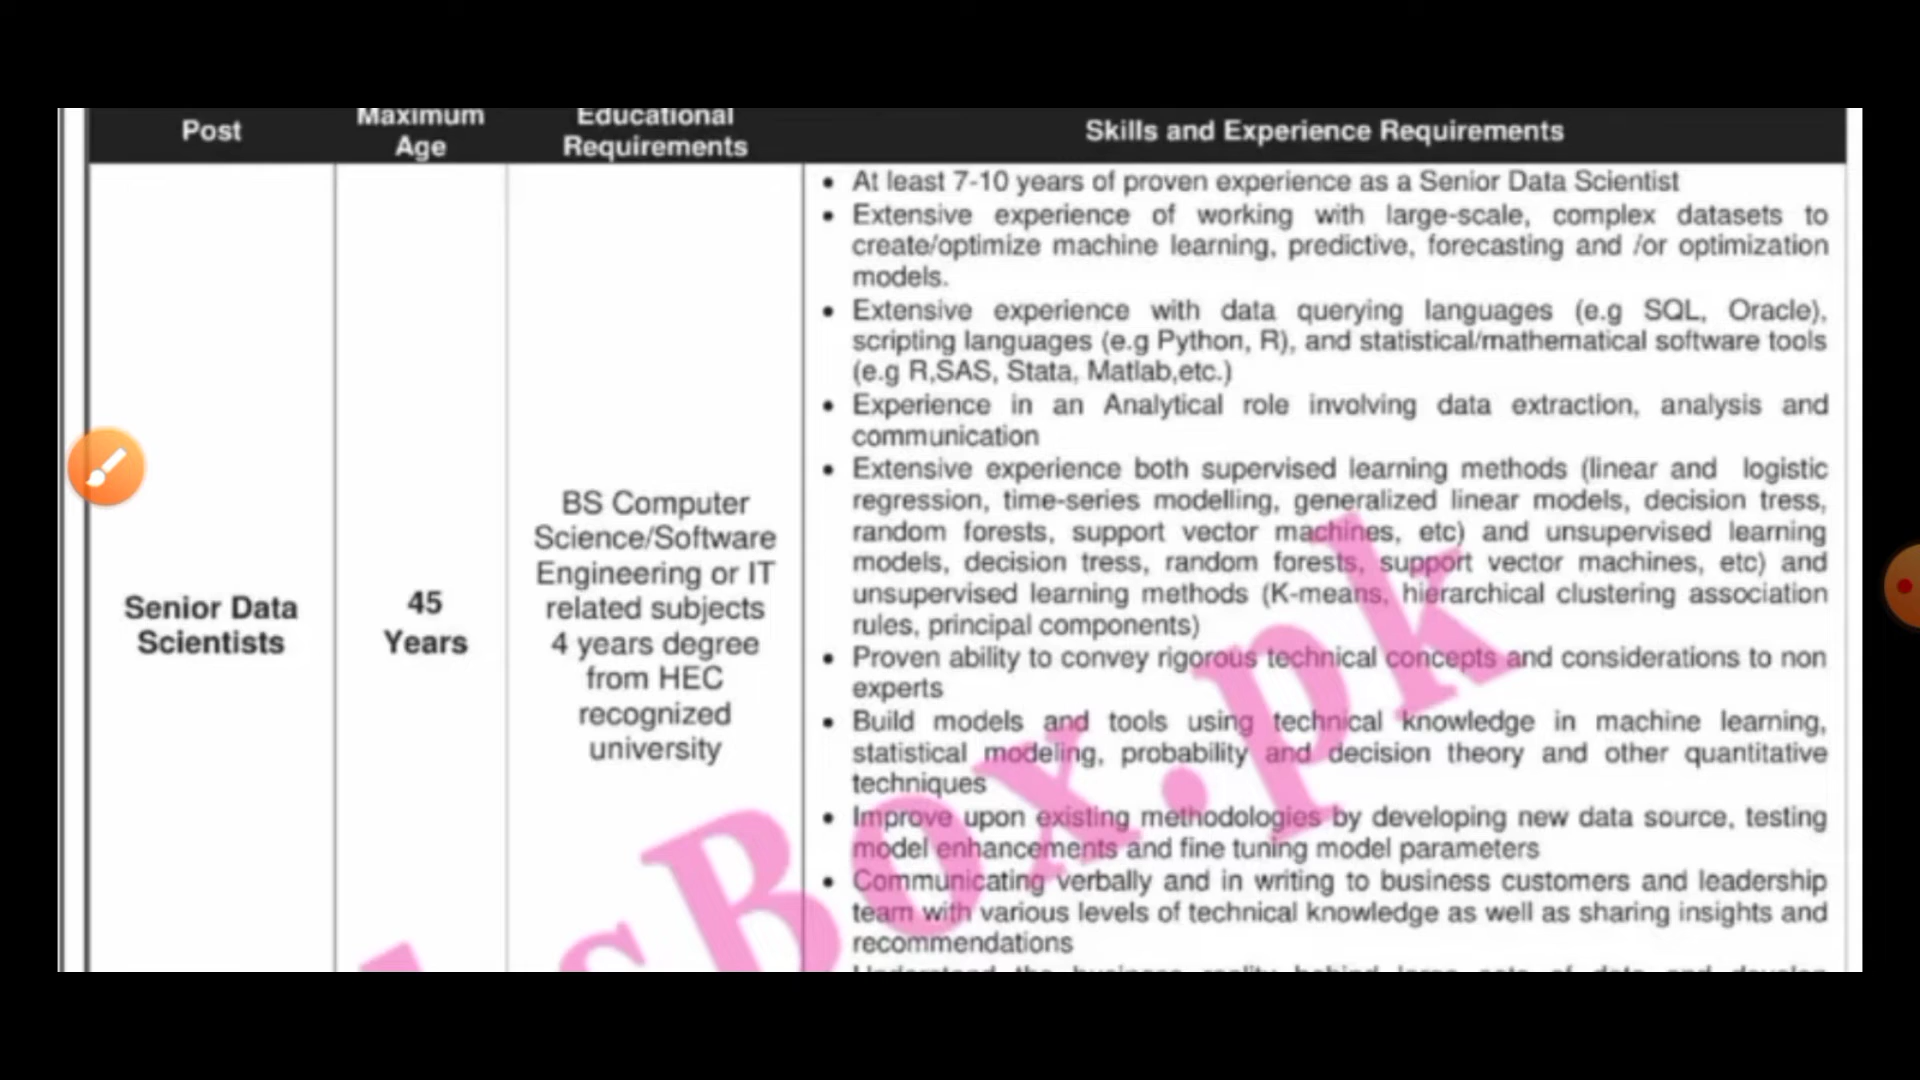 Post
Maximum
Age
Educational
Requirements
Skills and Experience Requirements
Senior Data
Scientists
45
Years
BS Computer
Science/Software
Engineering or IT
related subjects
4 years degree
from HEC
recognized
university
• At least 7-10 years of proven experience as a Senior Data Scientist
• Extensive experience of working with large-scale, complex datasets to
create/optimize machine learning, predictive, forecasting and /or optimization
models.
• Extensive experience with data querying languages (e.g SQL, Oracle),
scripting languages (e.g Python, R), and statistical/mathematical software tools
(e.g R,SAS, Stata, Matlab,etc.)
• Experience in an Analytical role involving data extraction, analysis and
communication
• Extensive experience both supervised learning methods (linear and logistic
regression, time-series modelling, generalized linear models, decision tress,
random forests, support vector machines, etc) and unsupervised learning
models, decision tress, random forests, support vector machines, etc) and
unsupervised learning methods (K-means, hierarchical clustering association
rules, principal components)
• Proven ability to convey rigorous technical concepts and considerations to non
experts
• Build models and tools using technical knowledge in machine learning,
statistical modeling, probability and decision theory and other quantitative
techniques
• Improve upon existing methodologies by developing new data source, testing
model enhancements and fine tuning model parameters
• Communicating verbally and in writing to business customers and leadership
team with various levels of technical knowledge as well as sharing insights and
recommendations
sBox.pk